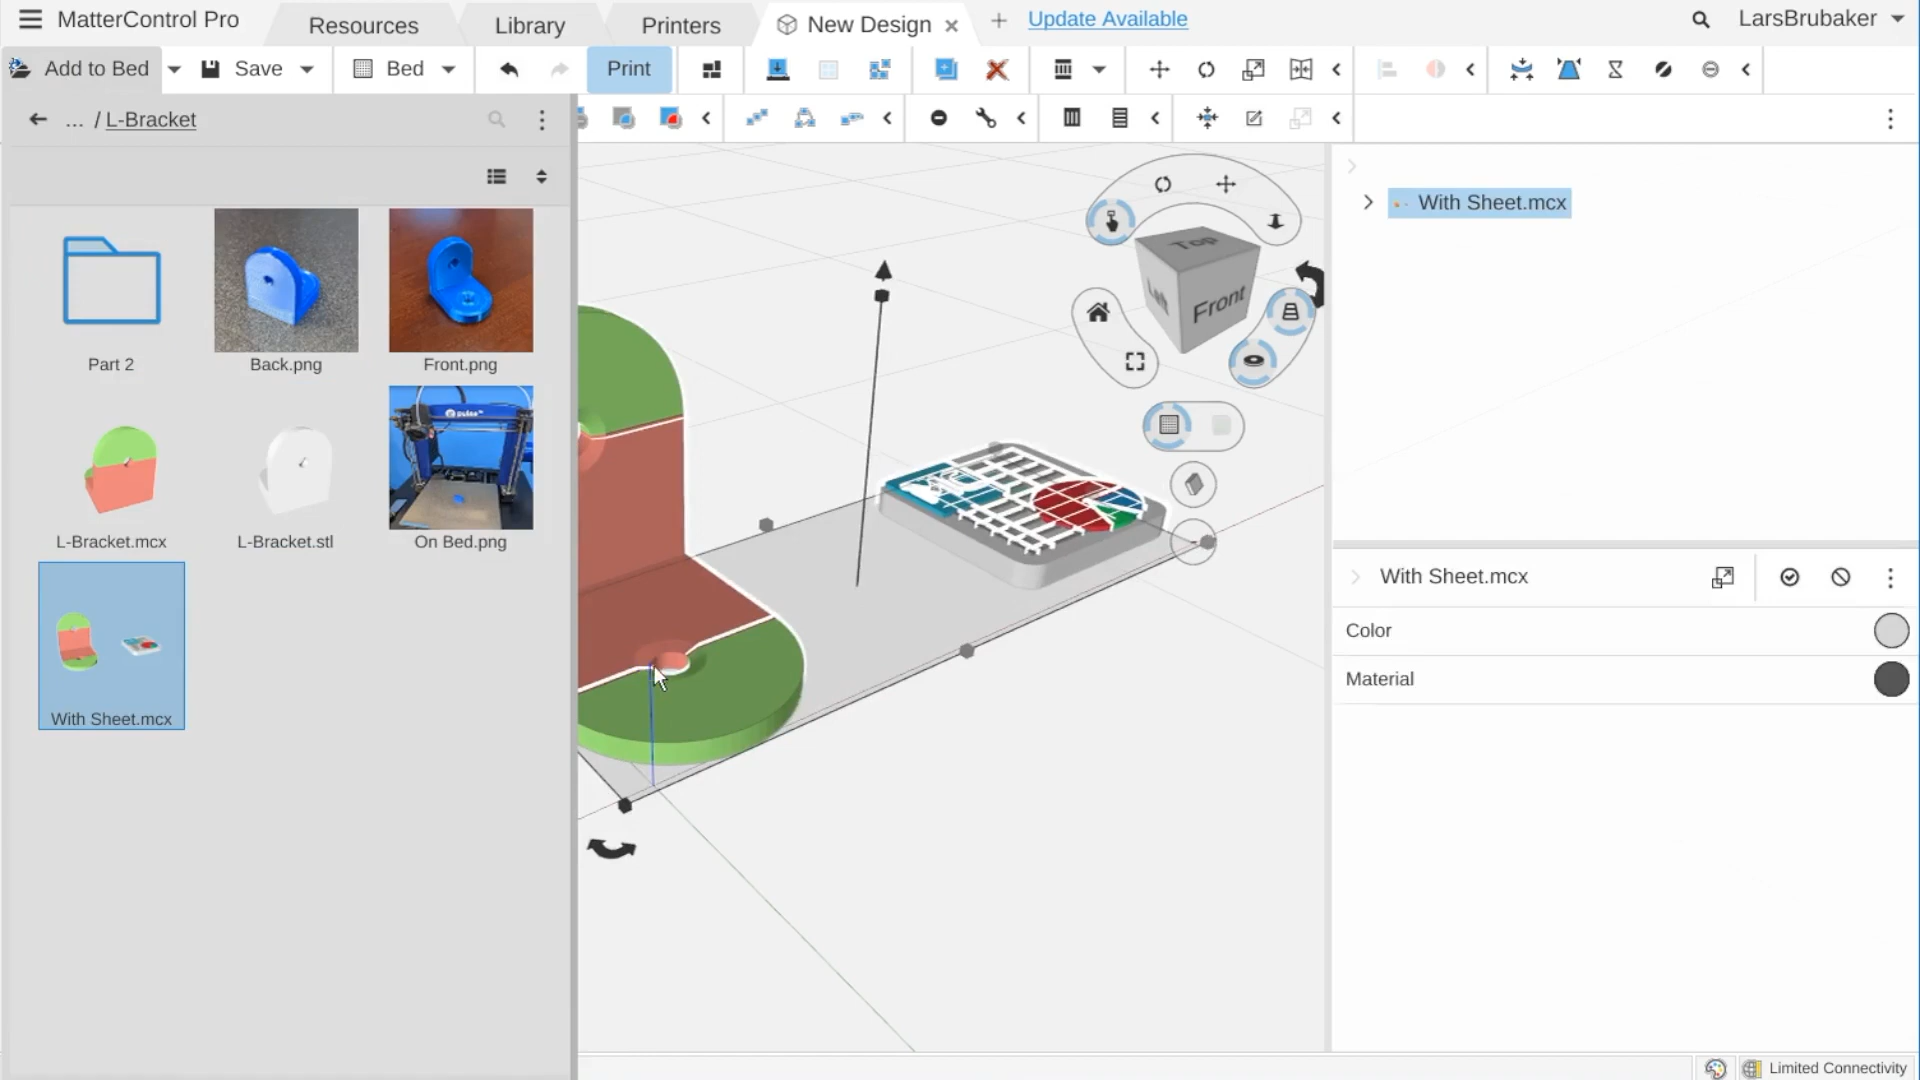 MatterControl Pro
Resources
Library
Printers
New Design
Update Available
LarsBrubaker
Add to Bed
Save
Bed
Print
... / L-Bracket
Part 2
Back.png
Front.png
L-Bracket.mcx
L-Bracket.stl
On Bed.png
With Sheet.mcx
pulse
Top
Left
Front
With Sheet.mcx
With Sheet.mcx
Color
Material
Limited Connectivity